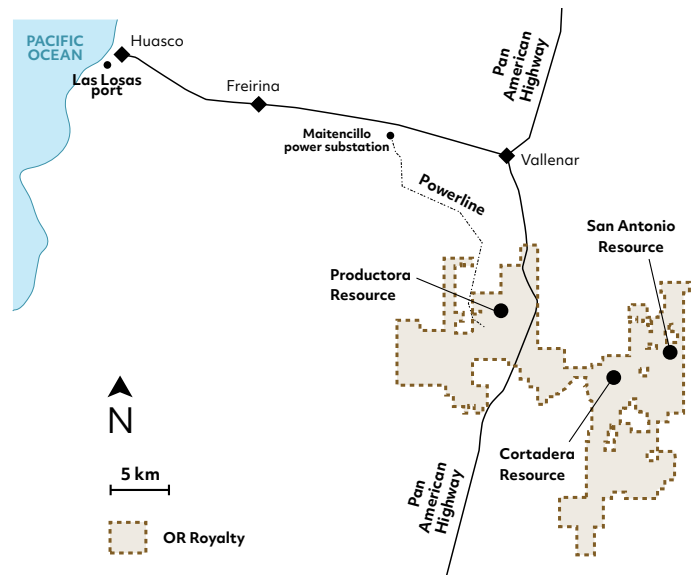 PACIFIC
OCEAN
Huasco
Las Losas
port
Freirina
Pan
American
Highway
Maitencillo
power substation
Vallenar
Powerline
San Antonio
Resource
Productora
Resource
N
5 km
Cortadera
Resource
Pan
American
Highway
OR Royalty